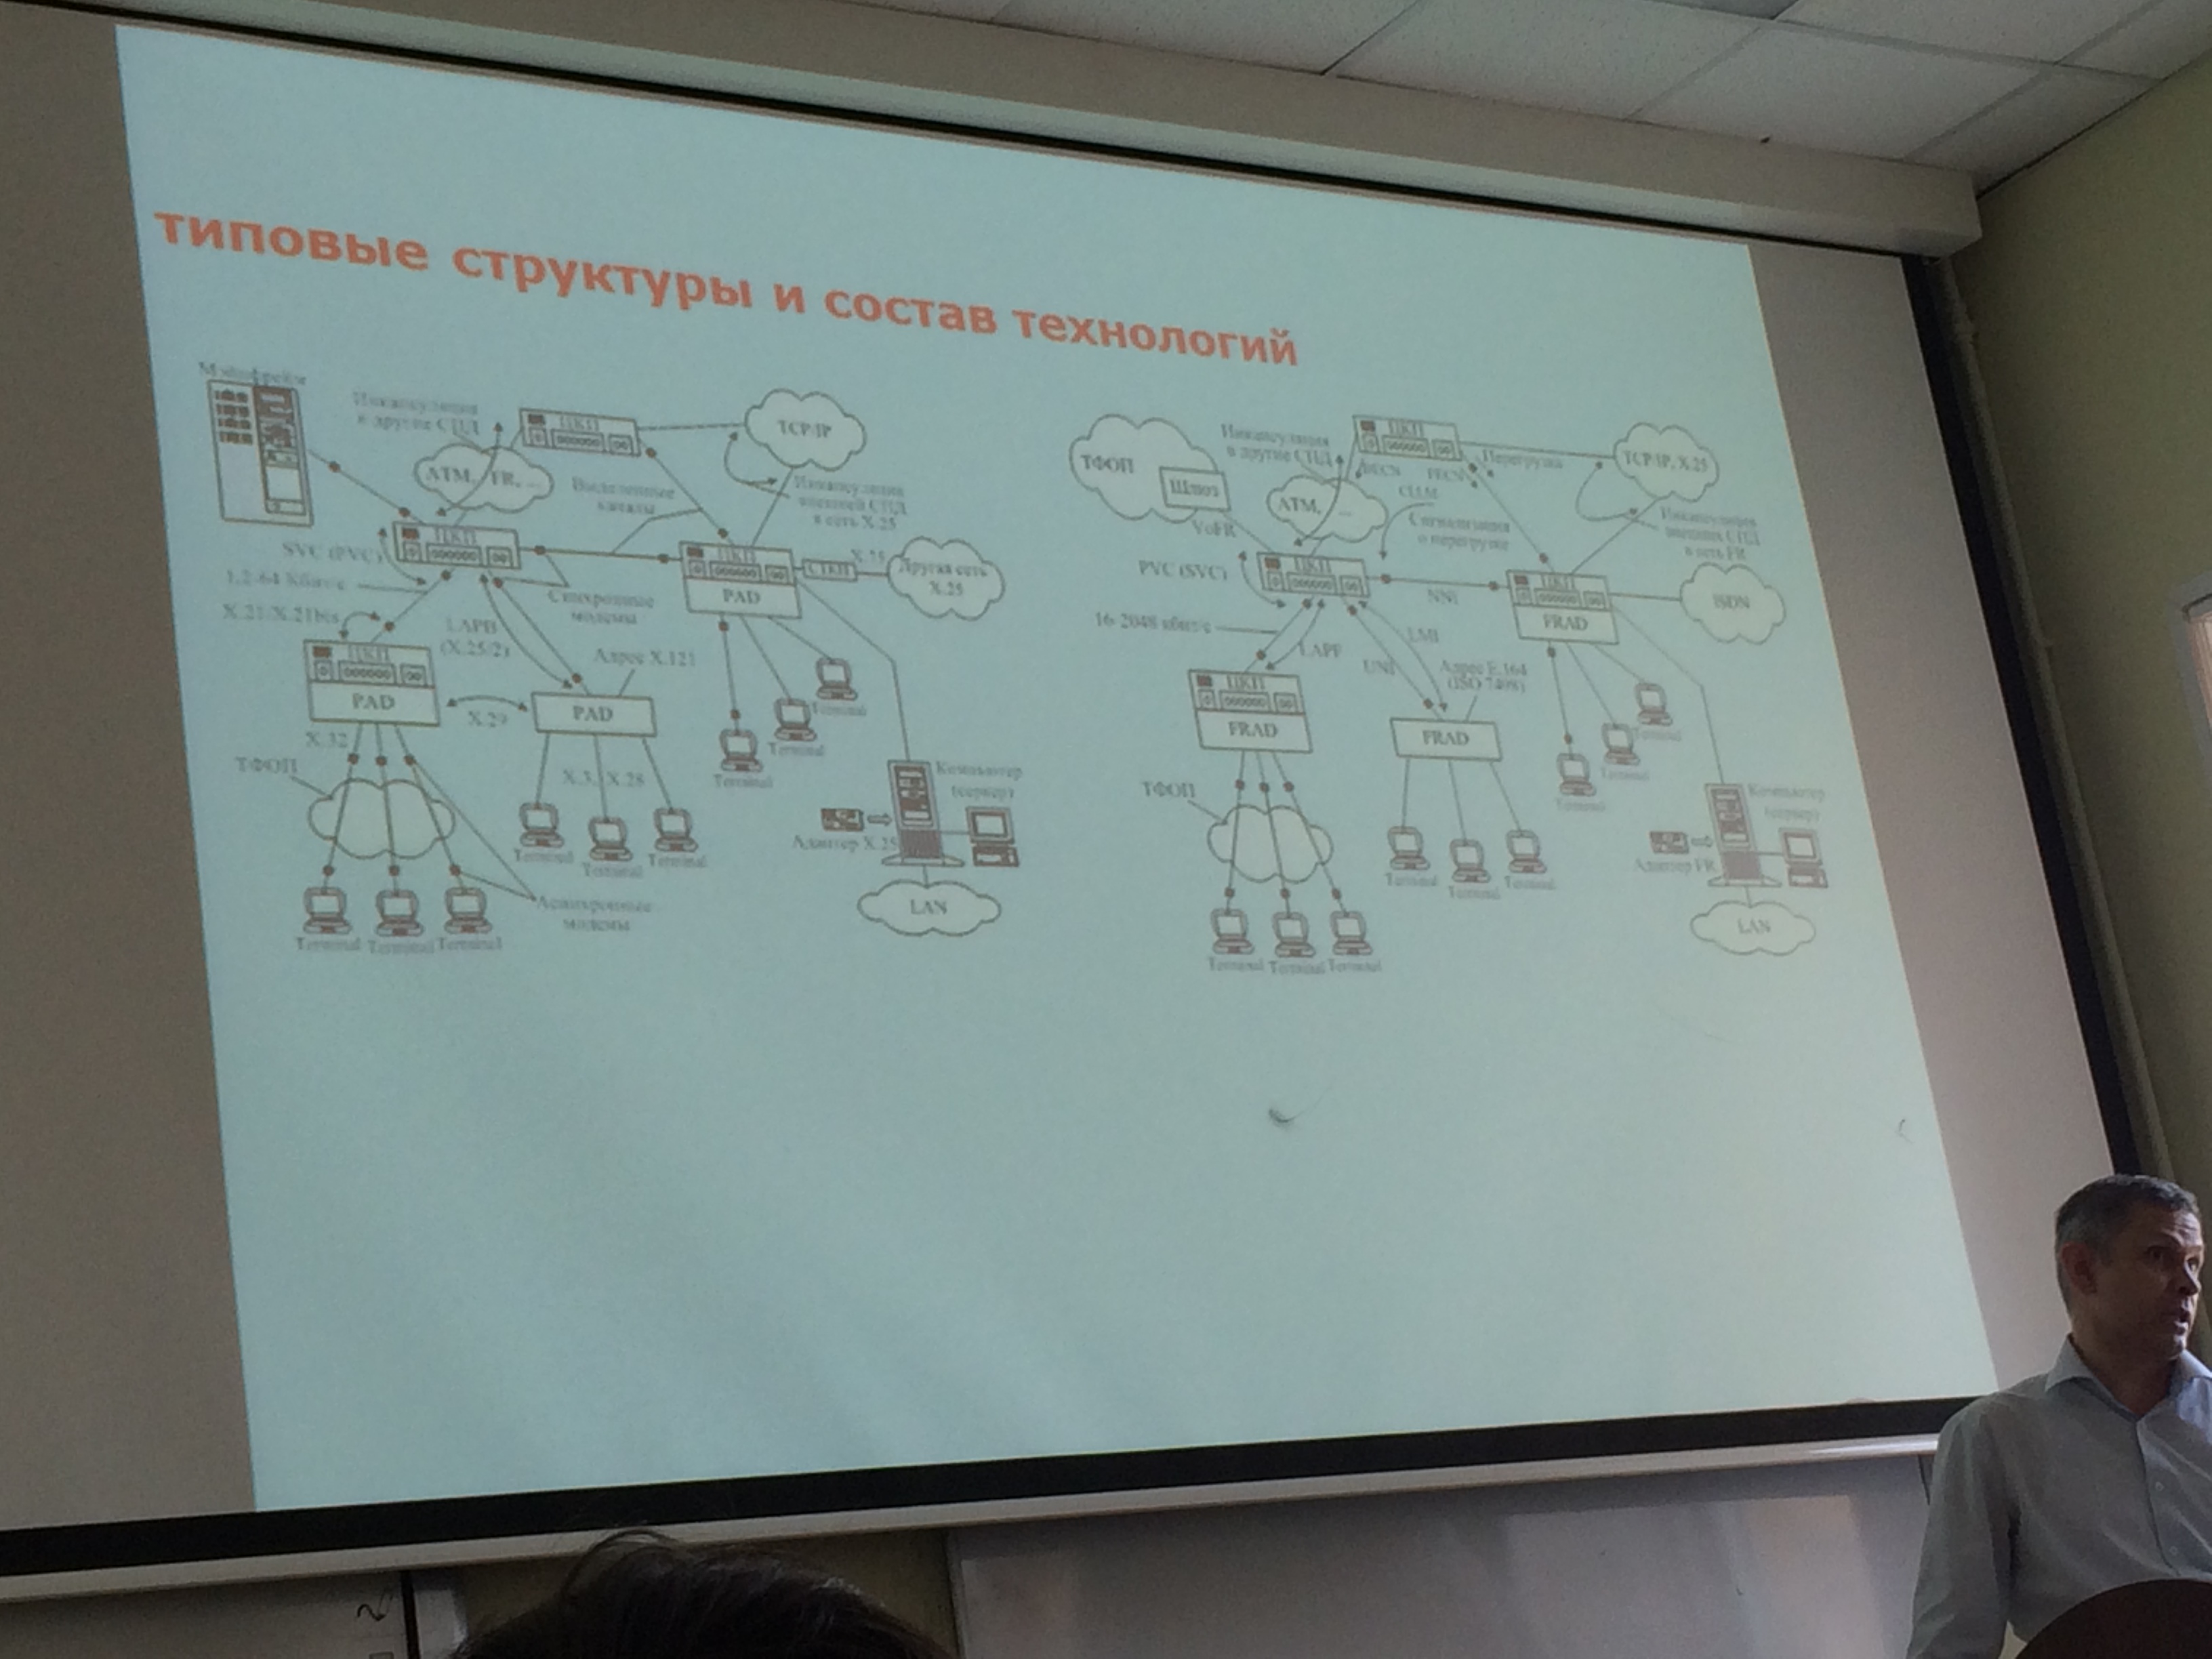 типовые структуры и состав технологий
Мэйнфрейм
Инкапсуляция
в другие СПД
ЦКП
TCP/IP
ATM, FR, ...
Выделенные
каналы
Инкапсуляция
внешней СПД
в сеть X.25
ЦКП
SVC (PVC)
1,2-64 Кбит/с
X.21/X.21bis
LAPB
(X.25/2)
Синхронные
модемы
ЦКП
PAD
X.25
Другая сеть
X.25
Адрес X.121
ЦКП
PAD
X.29
PAD
X.32
ТФОП
X.3, X.28
Terminal
Terminal
Terminal
Terminal
Terminal
Terminal
Компьютер
(сервер)
Адаптер X.25
LAN
Асинхронные
модемы
Terminal
Terminal
Terminal
ТФОП
Шлюз
VoFR
Инкапсуляция
в другие СПД
ЦКП
BECN
FECN
Перегрузка
TCP/IP, X.25
ATM, ...
CLLM
Сигнализация
о перегрузке
Инкапсуляция
внешних СПД
в сеть FR
PVC (SVC)
ЦКП
NNI
ЦКП
FRAD
ISDN
16-2048 кбит/с
LAPF
LMI
UNI
Адрес E.164
(ISO 7498)
ЦКП
FRAD
FRAD
ТФОП
Terminal
Terminal
Terminal
Terminal
Terminal
Terminal
Компьютер
(сервер)
Адаптер FR
LAN
Terminal
Terminal
Terminal